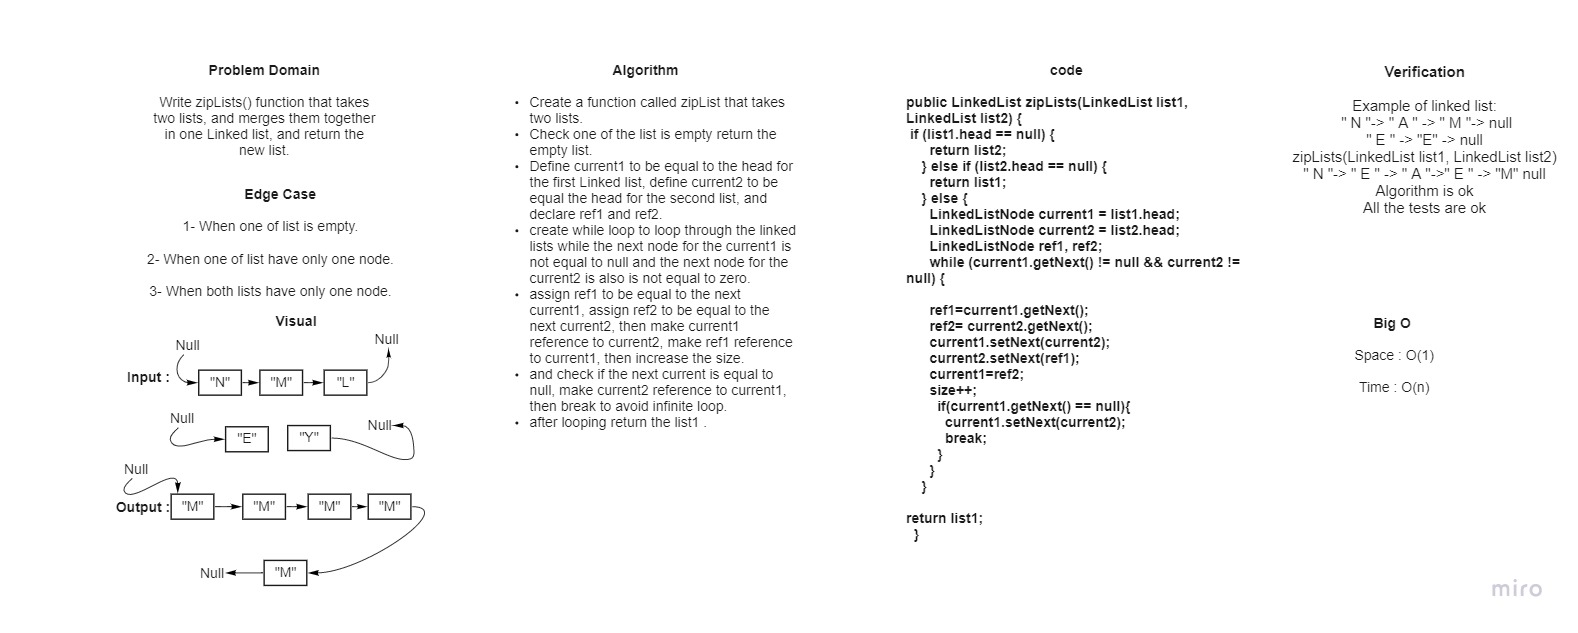 Problem Domain
Write zipLists() function that takes
two lists, and merges them together
in one Linked list, and return the
new list.
Edge Case
1- When one of list is empty.
2- When one of list have only one node.
3- When both lists have only one node.
Visual
Null
Null
Input :
"N"
"M"
"L"
Null
Null
"E"
"Y"
Null
Output :
"M"
"M"
"M"
"M"
Null
"M"
Algorithm
• Create a function called zipList that takes
two lists.
• Check one of the list is empty return the
empty list.
• Define current1 to be equal to the head for
the first Linked list, define current2 to be
equal the head for the second list, and
declare ref1 and ref2.
• create while loop to loop through the linked
lists while the next node for the current1 is
not equal to null and the next node for the
current2 is also is not equal to zero.
• assign ref1 to be equal to the next
current1, assign ref2 to be equal to the
next current2, then make current1
reference to current2, make ref1 reference
to current1, then increase the size.
• and check if the next current is equal to
null, make current2 reference to current1,
then break to avoid infinite loop.
• after looping return the list1 .
code
public LinkedList zipLists(LinkedList list1,
LinkedList list2) {
if (list1.head == null) {
return list2;
} else if (list2.head == null) {
return list1;
} else {
LinkedListNode current1 = list1.head;
LinkedListNode current2 = list2.head;
LinkedListNode ref1, ref2;
while (current1.getNext() != null && current2 !=
null) {
ref1=current1.getNext();
ref2= current2.getNext();
current1.setNext(current2);
current2.setNext(ref1);
current1=ref2;
size++;
if(current1.getNext() == null){
current1.setNext(current2);
break;
}
}
}
return list1;
}
Verification
Example of linked list:
" N "-> " A " -> " M "-> null
" E " -> "E" -> null
zipLists(LinkedList list1, LinkedList list2)
" N "-> " E " -> " A "->" E " -> "M" null
Algorithm is ok
All the tests are ok
Big O
Space : O(1)
Time : O(n)
miro